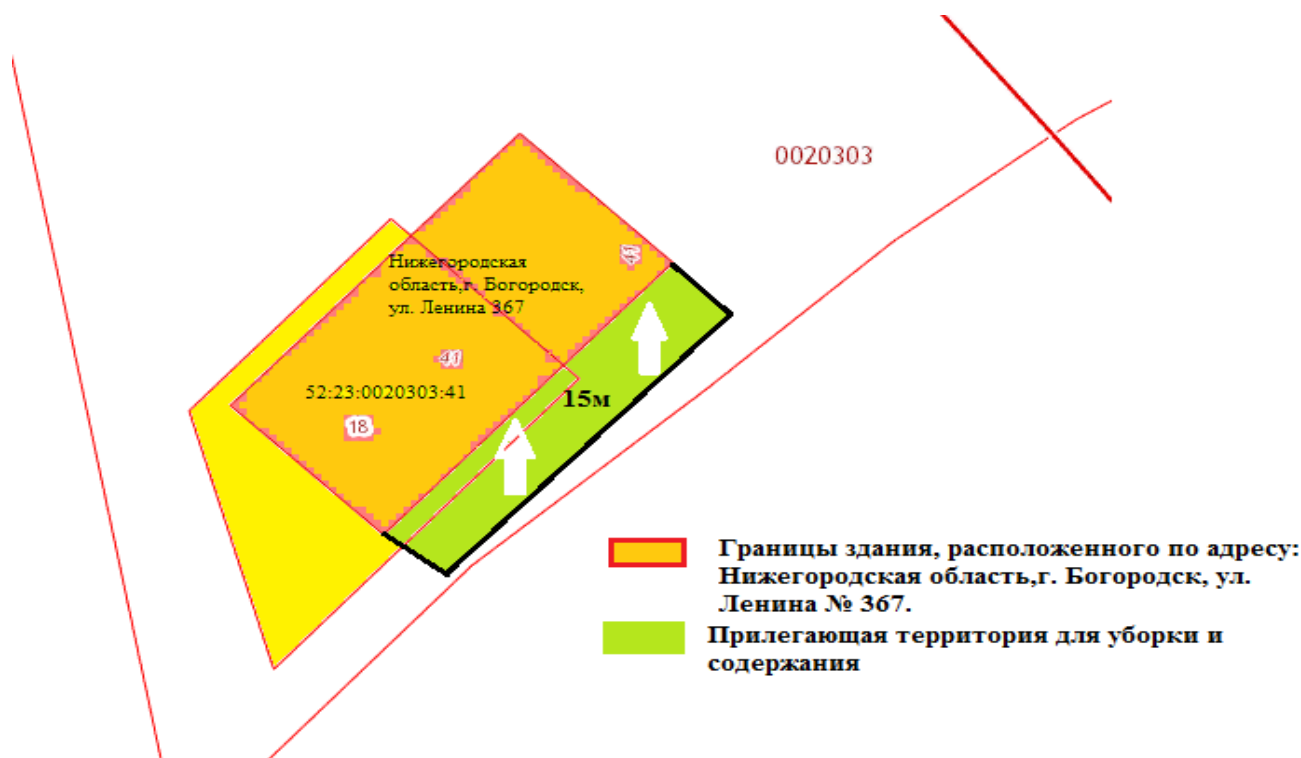 0020303
Нижегородская
область,г. Богородск,
ул. Ленина 367
41
52:23:0020303:41
18
15м
Границы здания, расположенного по адресу:
Нижегородская область,г. Богородск, ул.
Ленина № 367.
Прилегающая территория для уборки и
содержания